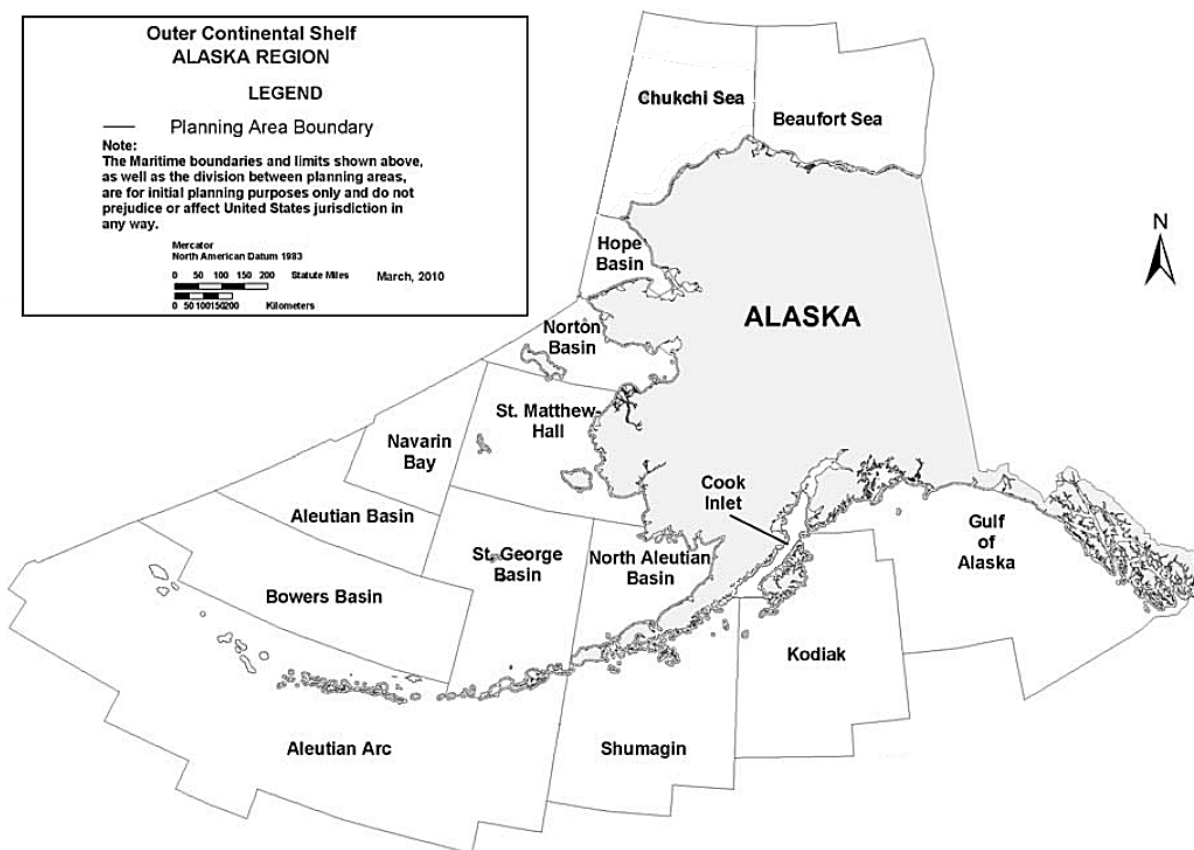 Outer Continental Shelf
ALASKA REGION
LEGEND
Planning Area Boundary
Note:
The Maritime boundaries and limits shown above,
as well as the division between planning areas,
are for initial planning purposes only and do not
prejudice or affect United States jurisdiction in
any way.
Mercator
North American Datum 1983
0 50 100 150 200 Statute Miles
March, 2010
0 50 100150200 Kilometers
Chukchi Sea
Beaufort Sea
N
Hope
Basin
ALASKA
Norton
Basin
St. Matthew-
Hall
Navarin
Bay
Cook
Inlet
Aleutian Basin
Gulf
of
Alaska
St. George
Basin
North Aleutian
Basin
Bowers Basin
Kodiak
Aleutian Arc
Shumagin